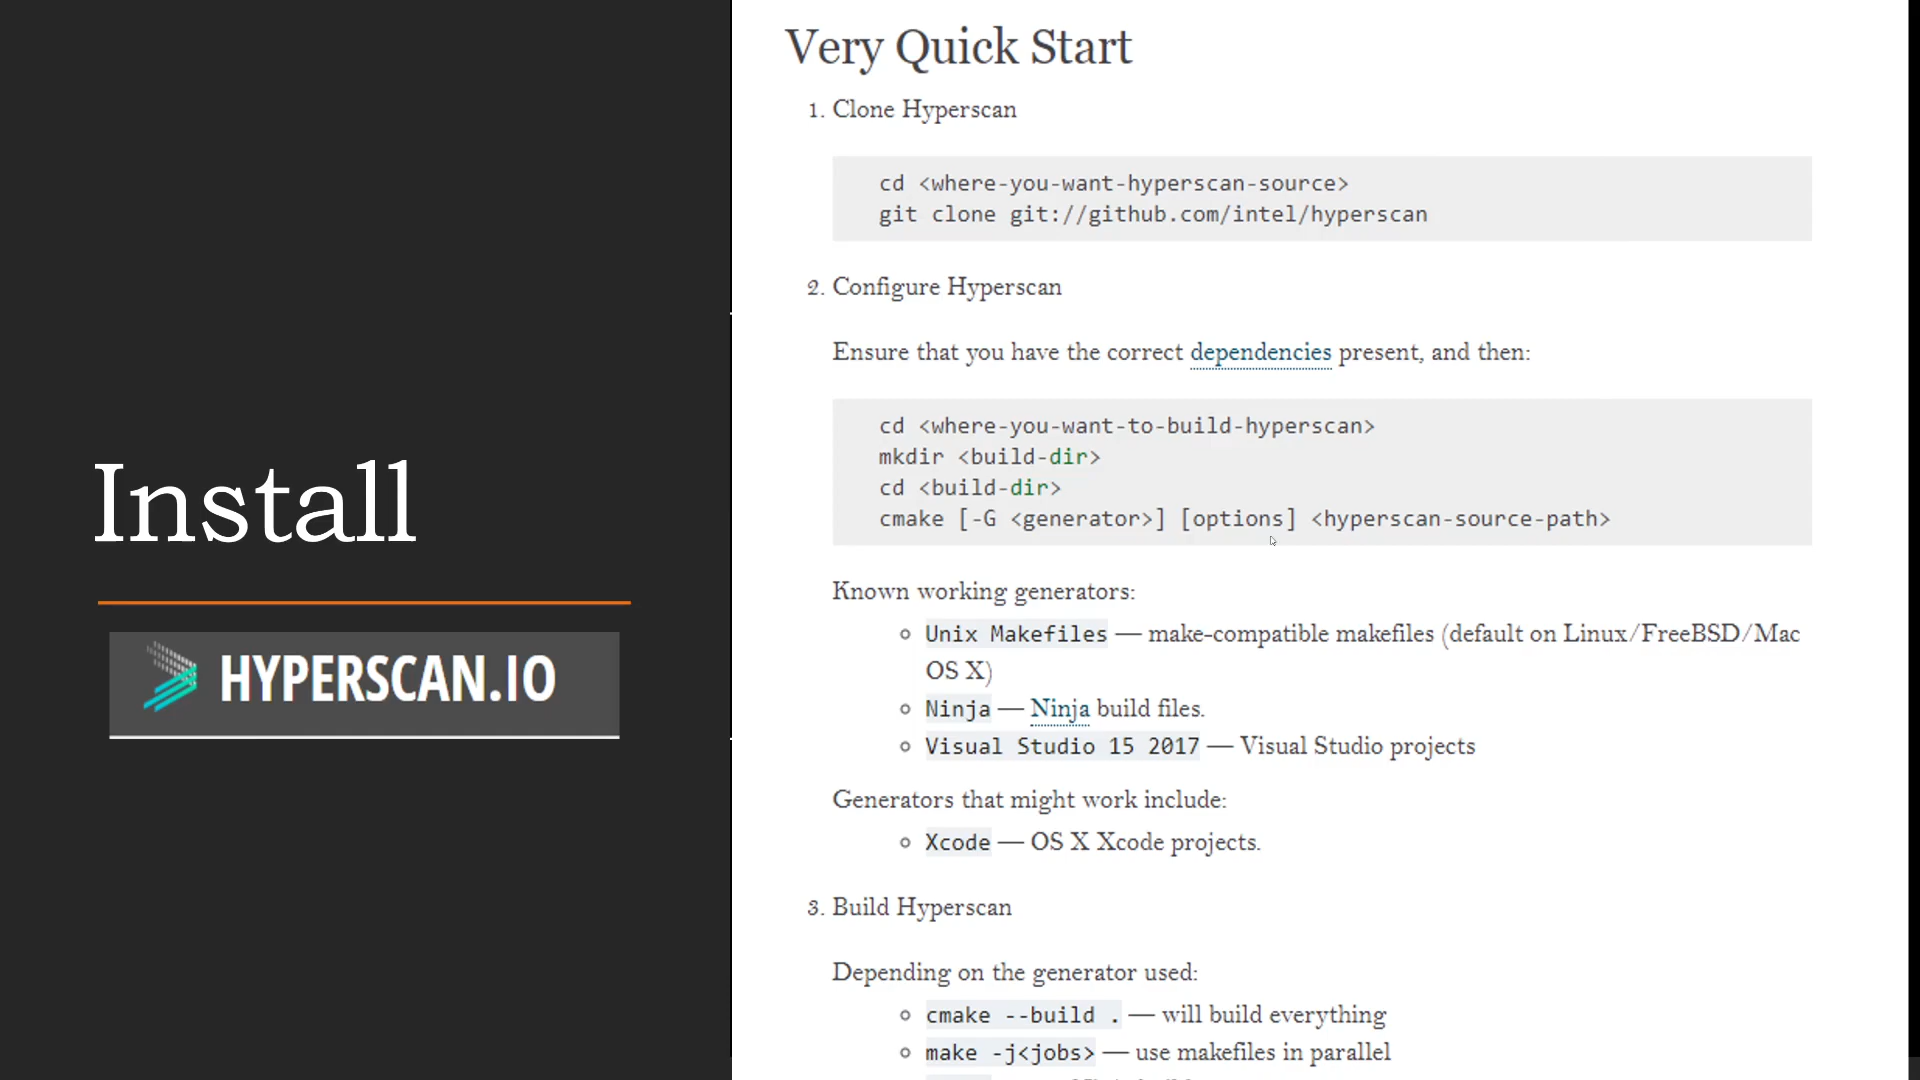 Install
HYPERSCAN.IO
Very Quick Start
1. Clone Hyperscan
cd <where-you-want-hyperscan-source>
git clone git://github.com/intel/hyperscan
2. Configure Hyperscan
Ensure that you have the correct dependencies present, and then:
cd <where-you-want-to-build-hyperscan>
mkdir <build-dir>
cd <build-dir>
cmake [-G <generator>] [options] <hyperscan-source-path>
Known working generators:
Unix Makefiles — make-compatible makefiles (default on Linux/FreeBSD/Mac
OS X)
Ninja — Ninja build files.
Visual Studio 15 2017 — Visual Studio projects
Generators that might work include:
Xcode — OS X Xcode projects.
3. Build Hyperscan
Depending on the generator used:
cmake --build . — will build everything
make -j<jobs> — use makefiles in parallel